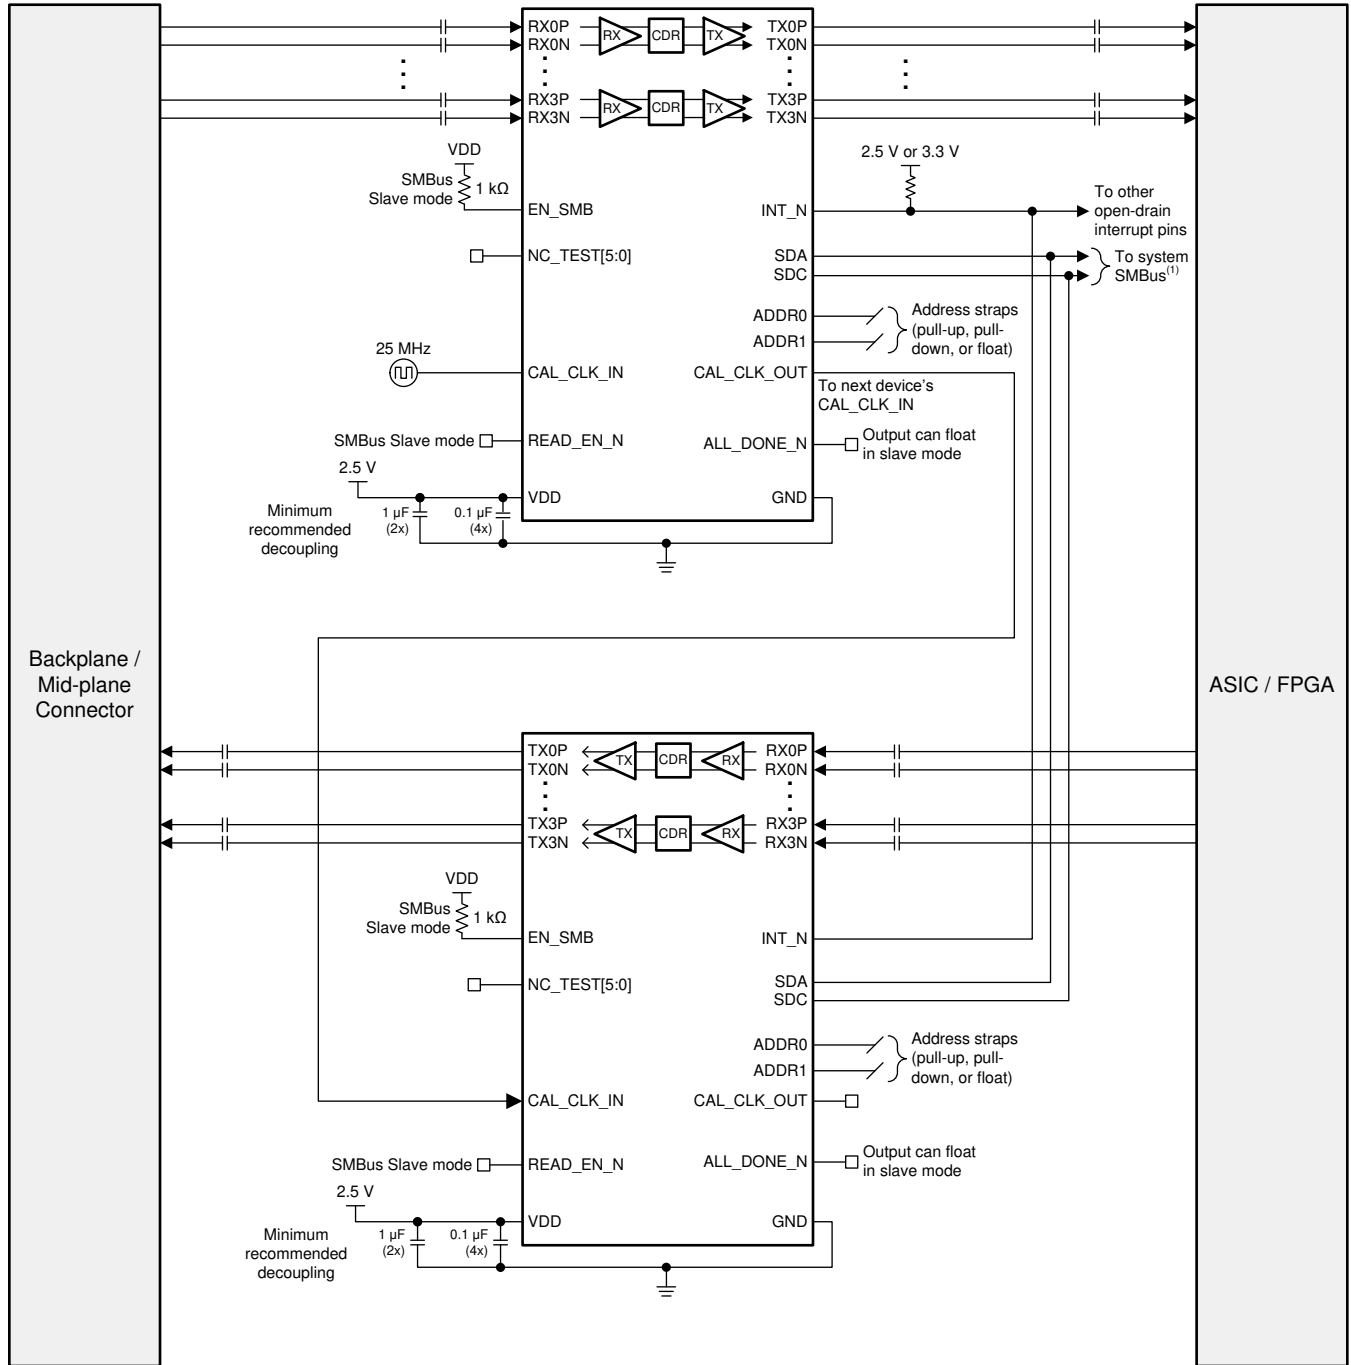 RX0P
RX0N
RX
CDR
TX
TX0P
TX0N
RX3P
RX3N
RX
CDR
TX
TX3P
TX3N
VDD
SMBus
Slave mode
1 kΩ
EN_SMB
2.5 V or 3.3 V
INT_N
To other
open-drain
interrupt pins
NC_TEST[5:0]
SDA
SDC
To system
SMBus(1)
ADDR0
ADDR1
Address straps
(pull-up, pull-
down, or float)
25 MHz
CAL_CLK_IN
CAL_CLK_OUT
To next device's
CAL_CLK_IN
SMBus Slave mode
READ_EN_N
ALL_DONE_N
Output can float
in slave mode
2.5 V
VDD
GND
Minimum
recommended
decoupling
1 μF
(2x)
0.1 μF
(4x)
Backplane /
Mid-plane
Connector
ASIC / FPGA
TX0P
TX0N
TX
CDR
RX
RX0P
RX0N
TX3P
TX3N
TX
CDR
RX
RX3P
RX3N
VDD
SMBus
Slave mode
1 kΩ
EN_SMB
INT_N
NC_TEST[5:0]
SDA
SDC
ADDR0
ADDR1
Address straps
(pull-up, pull-
down, or float)
CAL_CLK_IN
CAL_CLK_OUT
SMBus Slave mode
READ_EN_N
ALL_DONE_N
Output can float
in slave mode
2.5 V
VDD
GND
Minimum
recommended
decoupling
1 μF
(2x)
0.1 μF
(4x)